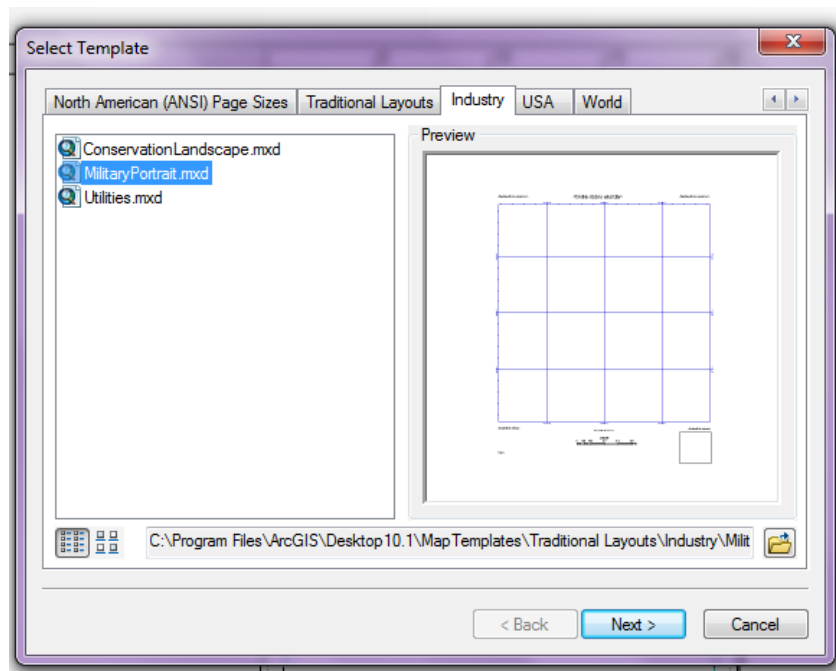 Select Template
North American (ANSI) Page Sizes Traditional Layouts Industry USA World
ConservationLandscape.mxd
MilitaryPortrait.mxd
Utilities.mxd
Preview
C:\Program Files\ArcGIS\Desktop10.1\MapTemplates\Traditional Layouts\Industry\Milit
< Back Next > Cancel